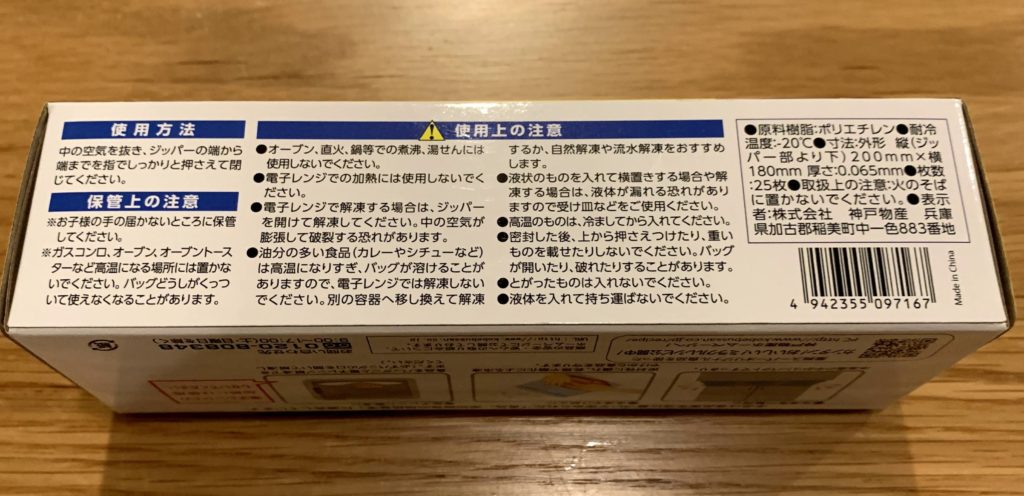 使用方法
中の空気を抜き、ジッパーの端から
端までを指でしっかりと押さえて閉
じてください。
保管上の注意
※お子様の手の届かないところに保管
してください。
※ガスコンロ、オーブン、オーブントース
ターなど高温になる場所には置かな
いでください。バッグどうしがくっつ
いて使えなくなることがあります。
使用上の注意
●オーブン、直火、鍋等での煮沸、湯せんには
使用しないでください。
●電子レンジでの加熱には使用しないでく
ださい。
●電子レンジで解凍する場合は、ジッパー
を開けて解凍してください。中の空気が
膨張して破裂する恐れがあります。
●油分の多い食品(カレーやシチューなど)
は高温になりすぎ、バッグが溶けることが
ありますので、電子レンジでは解凍しない
でください。別の容器へ移し換えて解凍
するか、自然解凍や流水解凍をおすすめ
します。
●液状のものを入れて横置きする場合や解
凍する場合は、液体が漏れる恐れがあり
ますので受け皿などをご使用ください。
●高温のものは、冷ましてから入れてください。
●密封した後、上から押さえつけたり、重い
ものを載せたりしないでください。バッグ
が開いたり、破れたりすることがあります。
●とがったものは入れないでください。
●液体を入れて持ち運ばないでください。
●原料樹脂:ポリエチレン●耐冷
温度:-20℃●寸法:外形 縦(ジッ
パー部より下)200mm×横
180mm 厚さ:0.065mm●枚数
:25枚●取扱上の注意:火のそば
に置かないでください。●表示
者:株式会社 神戸物産 兵庫
県加古郡稲美町中一色883番地
4 942355 097167
Made in China
紙
お問い合わせ先
9:00~17:00(土・日曜日を除く)